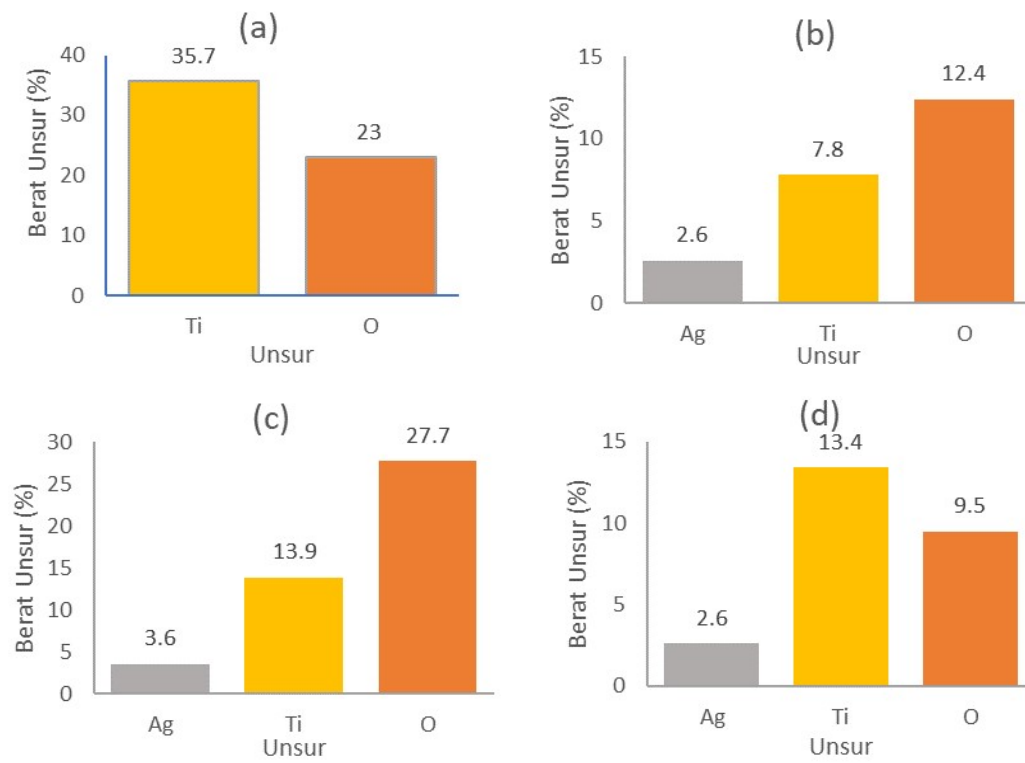 (a)
Berat Unsur (%)
40
30
20
10
0
35.7
23
Ti
O
Unsur
(b)
Berat Unsur (%)
15
10
5
0
2.6
7.8
12.4
Ag
Ti
O
Unsur
(c)
Berat Unsur (%)
30
25
20
15
10
5
0
3.6
13.9
27.7
Ag
Ti
O
Unsur
(d)
Berat Unsur (%)
15
10
5
0
2.6
13.4
9.5
Ag
Ti
O
Unsur